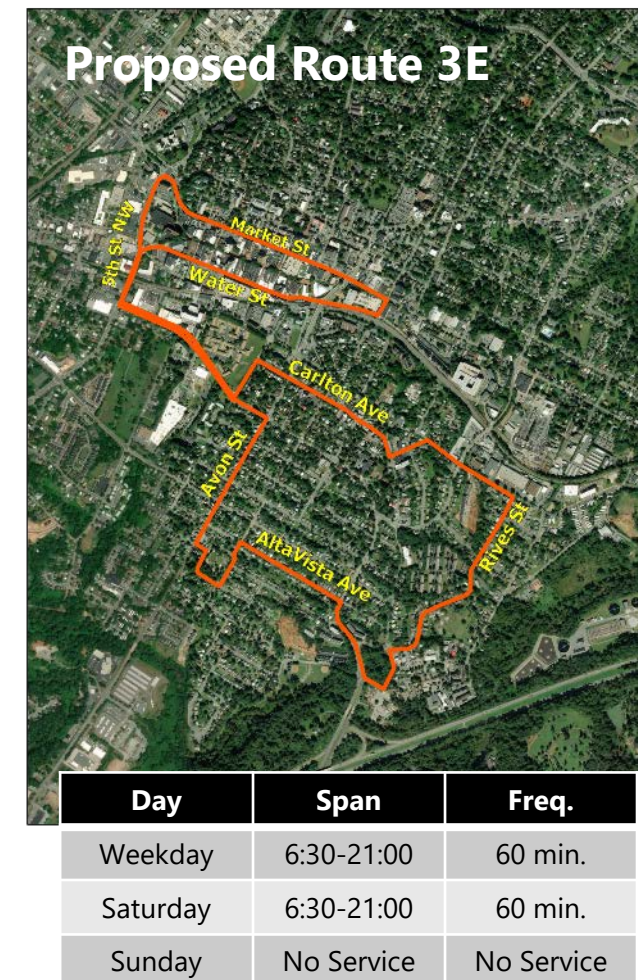 Proposed Route 3E
5th St. NW
Market St
Water St
Carlton Ave
Avon St
AltaVista Ave
Rives St
Day Span Freq.
Weekday 6:30-21:00 60 min.
Saturday 6:30-21:00 60 min.
Sunday No Service No Service